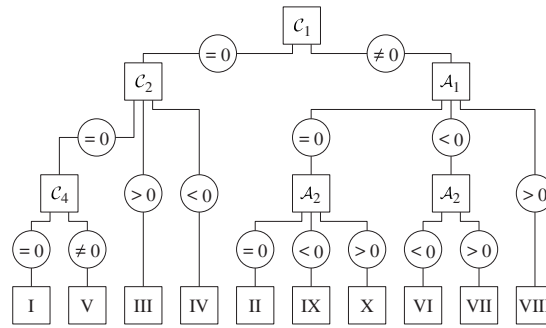 C₁
= 0 ≠ 0
C₂ A₁
= 0 = 0 < 0
C₄ > 0 < 0 A₂ A₂ > 0
= 0 ≠ 0 = 0 < 0 > 0 < 0 > 0
I V III IV II IX X VI VII VIII